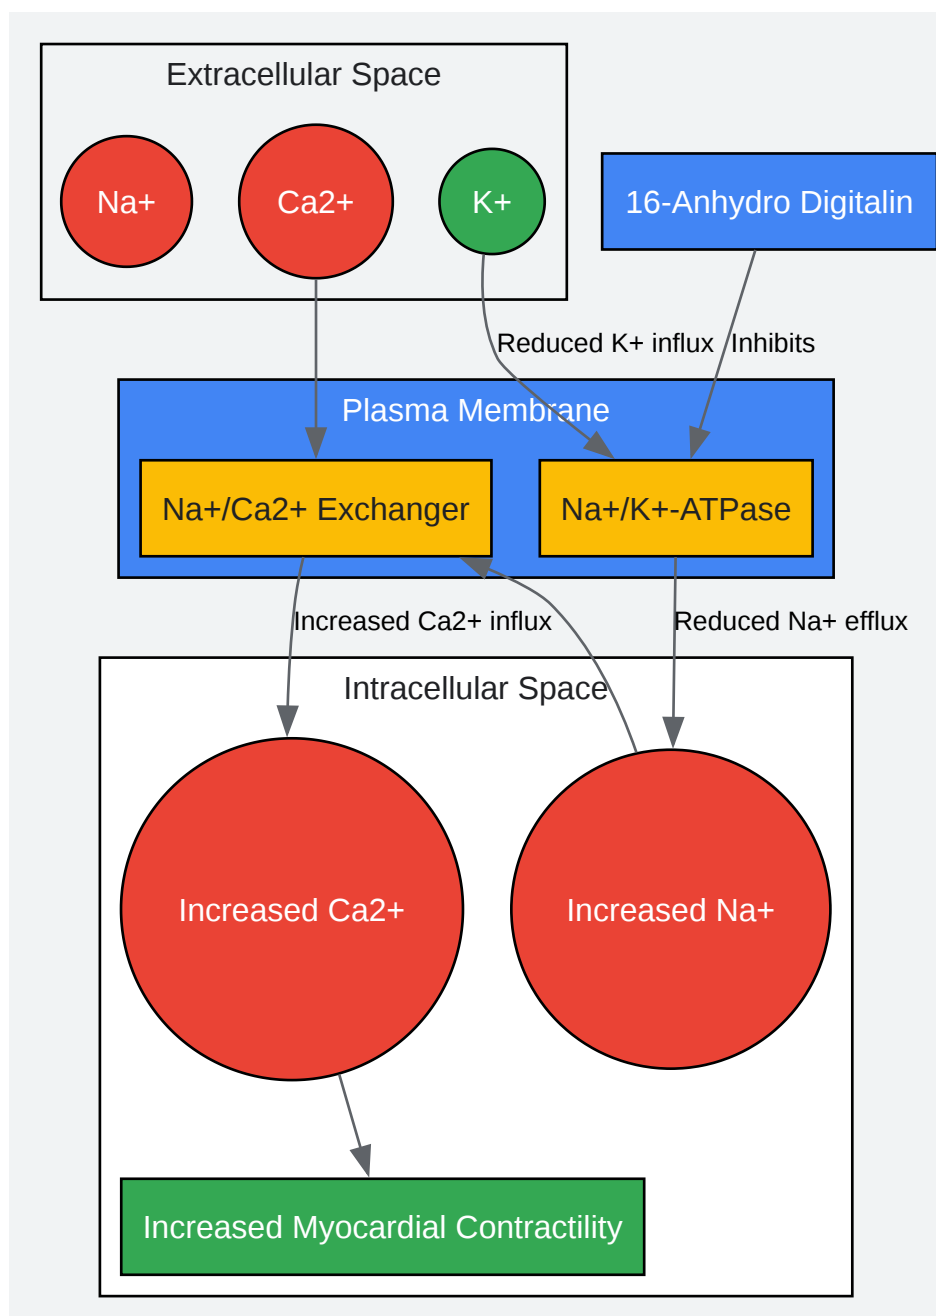 Extracellular Space
Na+
Ca2+
K+
16-Anhydro Digitalin
Reduced K+ influx
Inhibits
Plasma Membrane
Na+/Ca2+ Exchanger
Na+/K+-ATPase
Increased Ca2+ influx
Reduced Na+ efflux
Intracellular Space
Increased Ca2+
Increased Na+
Increased Myocardial Contractility